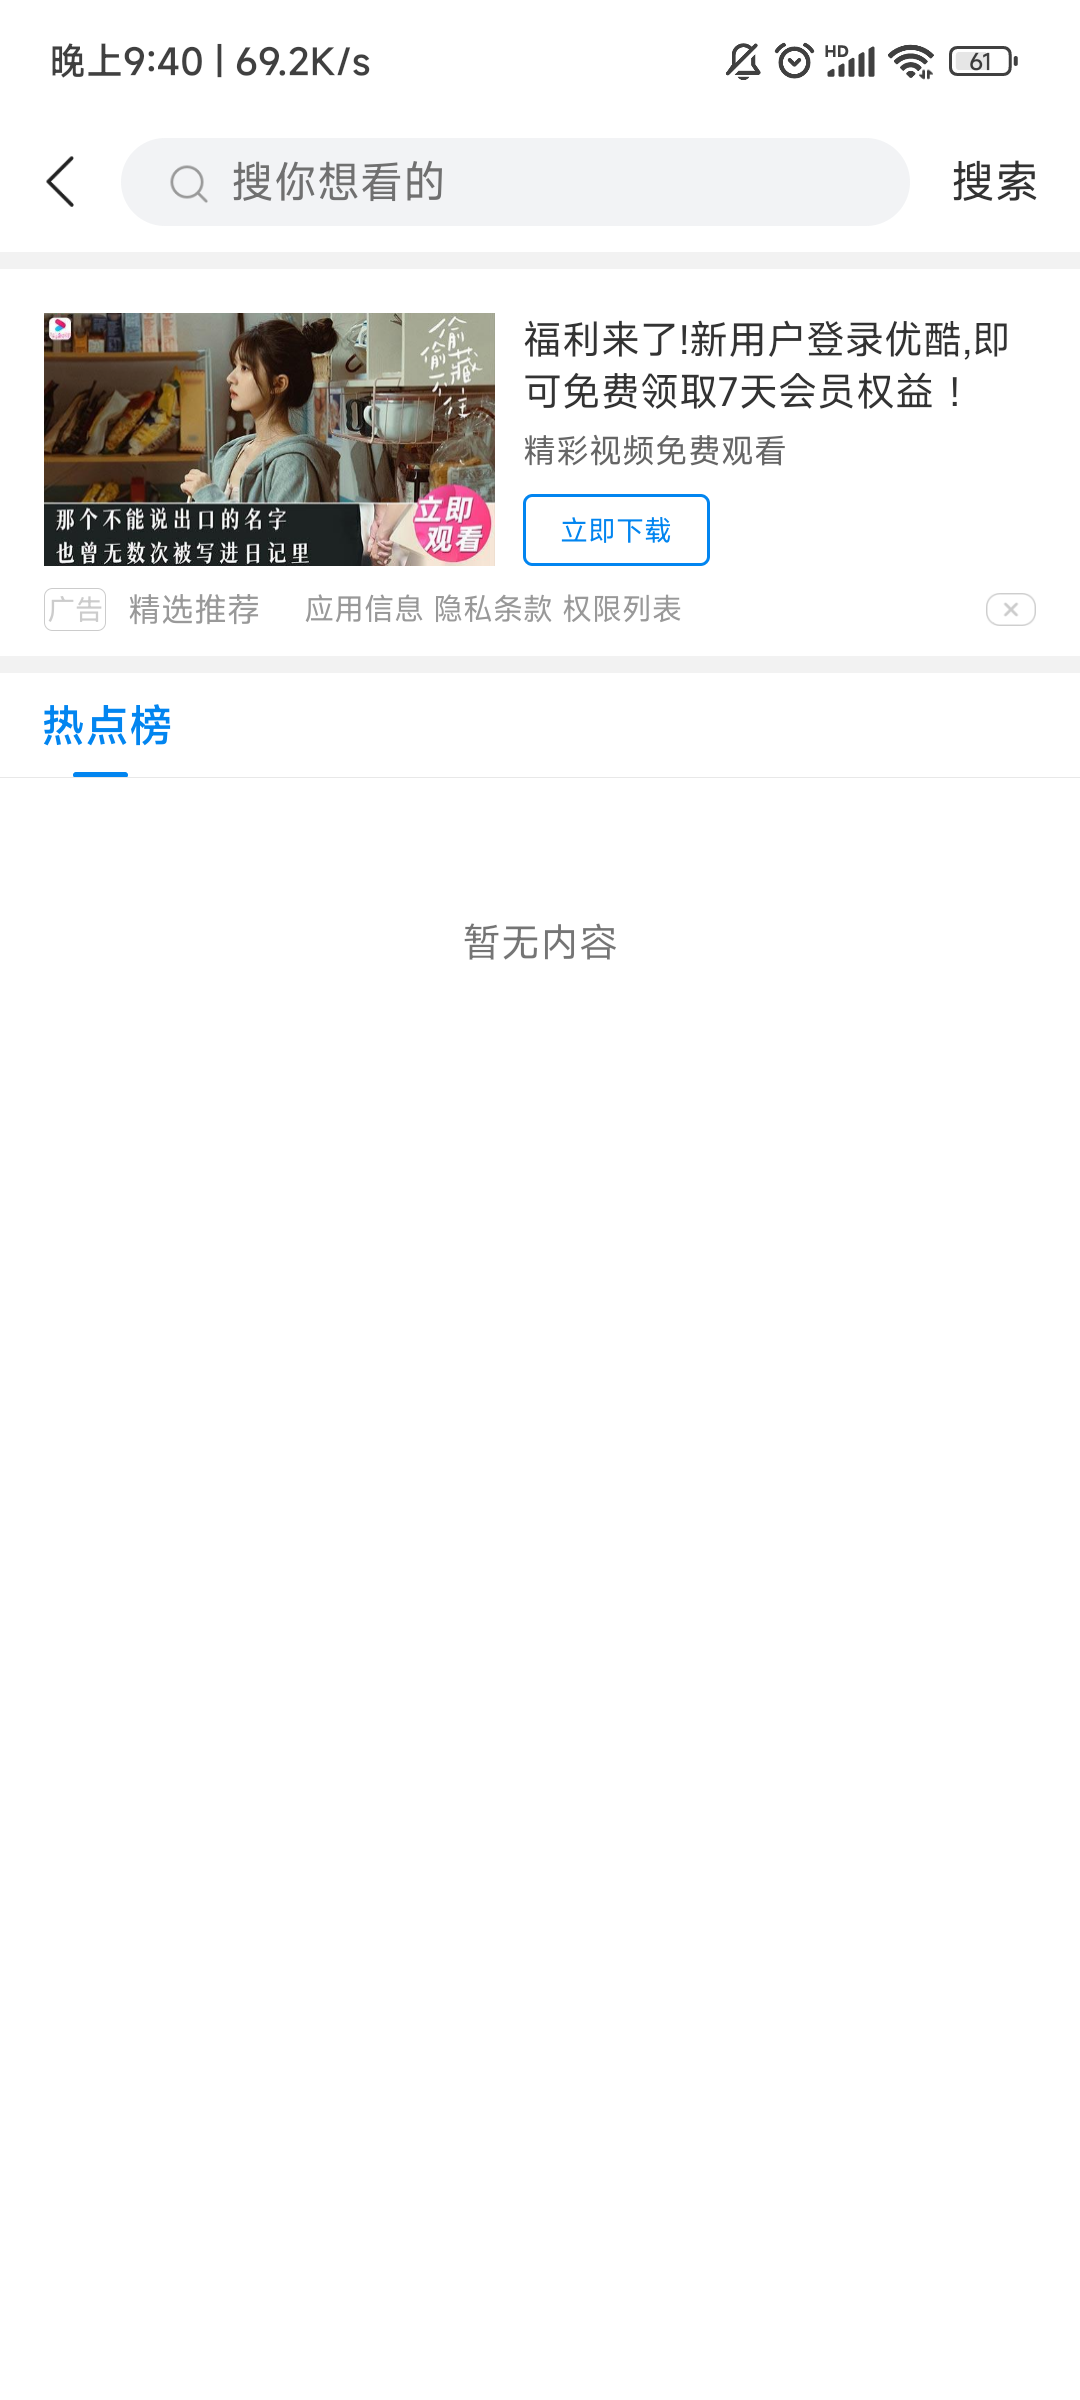 晚上9:40 | 69.2K/s
HD
61
搜你想看的
搜索
偷偷藏不住
那个不能说出口的名字
也曾无数次被写进日记里
立即
观看
福利来了!新用户登录优酷,即
可免费领取7天会员权益！
精彩视频免费观看
立即下载
广告 精选推荐 应用信息 隐私条款 权限列表
热点榜
暂无内容